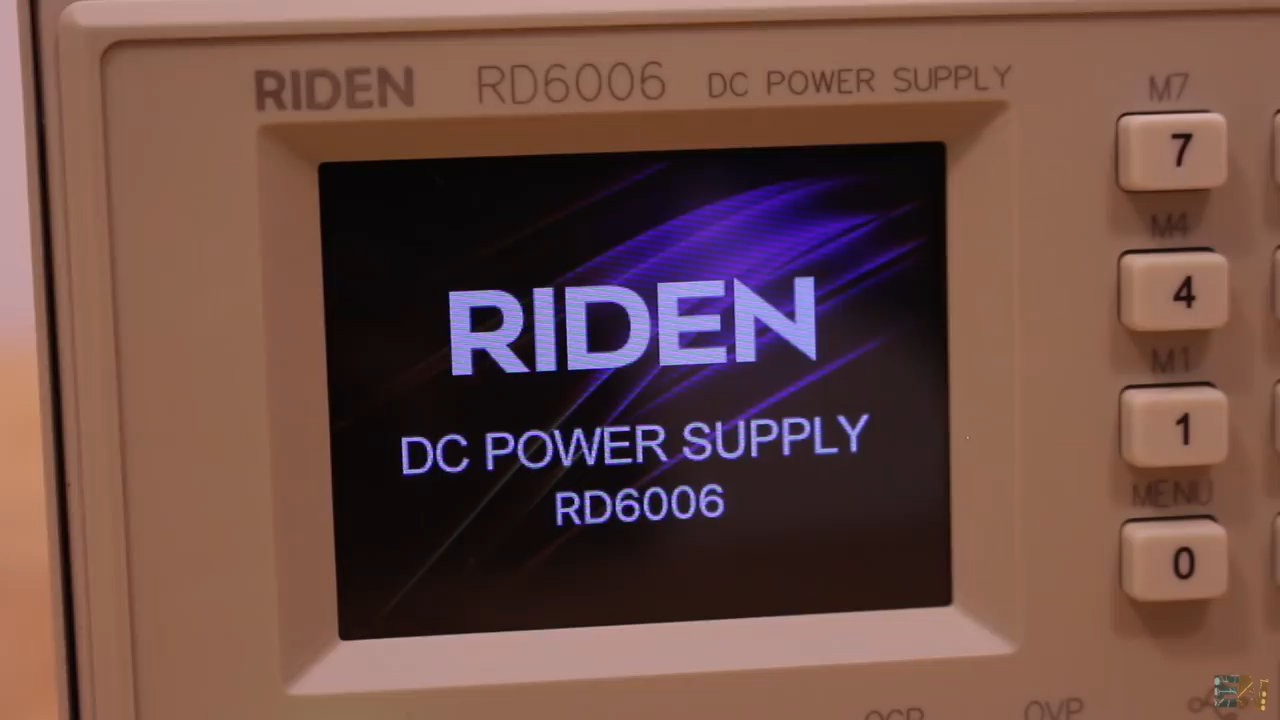 RIDEN RD6006 DC POWER SUPPLY
RIDEN
DC POWER SUPPLY
RD6006
M7
7
M4
4
M1
1
MENU
0
OCP OVP